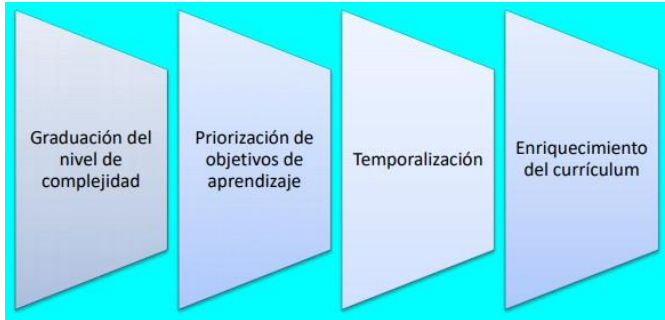 Graduación del
nivel de
complejidad
Priorización de
objetivos de
aprendizaje
Temporalización
Enriquecimiento
del currículum